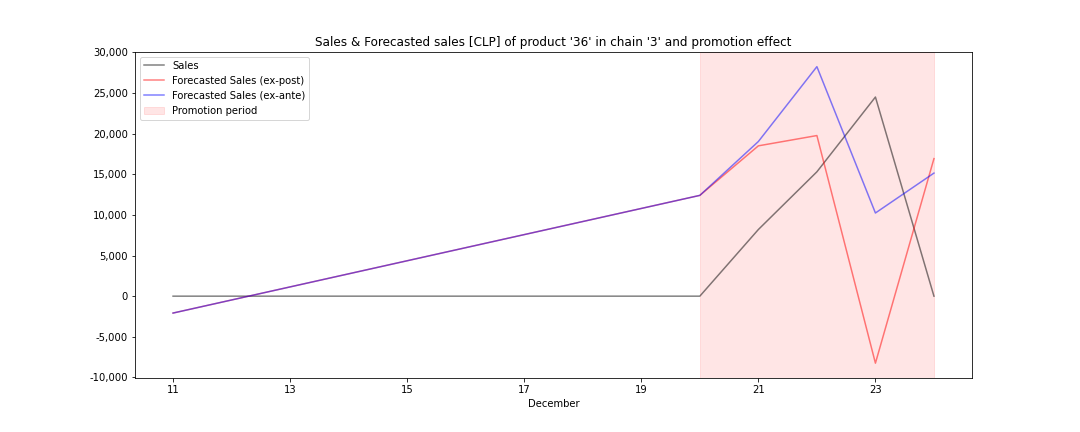 Sales & Forecasted sales [CLP] of product '36' in chain '3' and promotion effect
30,000
25,000
20,000
15,000
10,000
5,000
0
-5,000
-10,000
Sales
Forecasted Sales (ex-post)
Forecasted Sales (ex-ante)
Promotion period
11 13 15 17 19 21 23
December